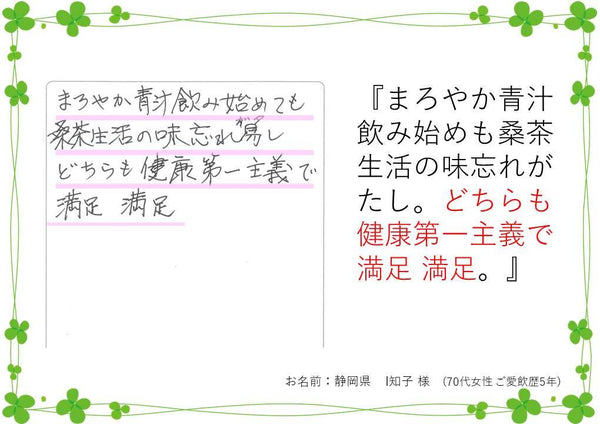 まろやか青汁飲み始めても
桑茶生活の味忘れ
どちらも健康第一主義で
満足 満足
『まろやか青汁
飲み始めも桑茶
生活の味忘れが
たし。どちらも
健康第一主義で
満足 満足。』
お名前：静岡県 I知子 様 (70代女性 ご愛飲歴5年)